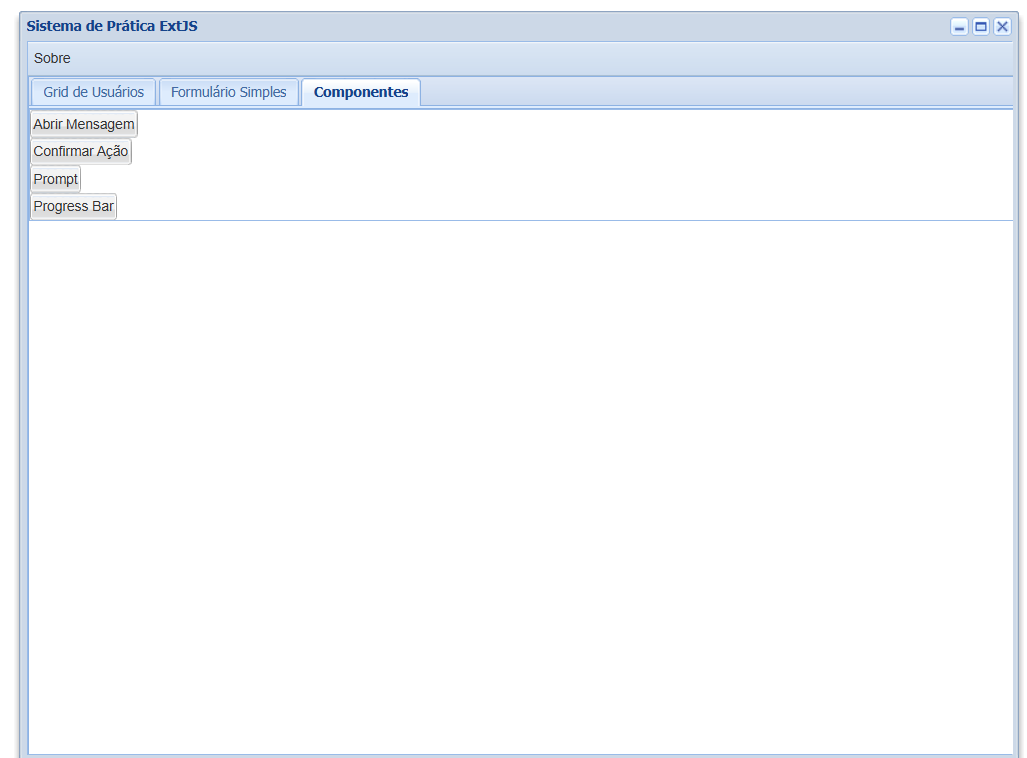 Sistema de Prática ExtJS
Sobre
Grid de Usuários Formulário Simples Componentes
Abrir Mensagem
Confirmar Ação
Prompt
Progress Bar